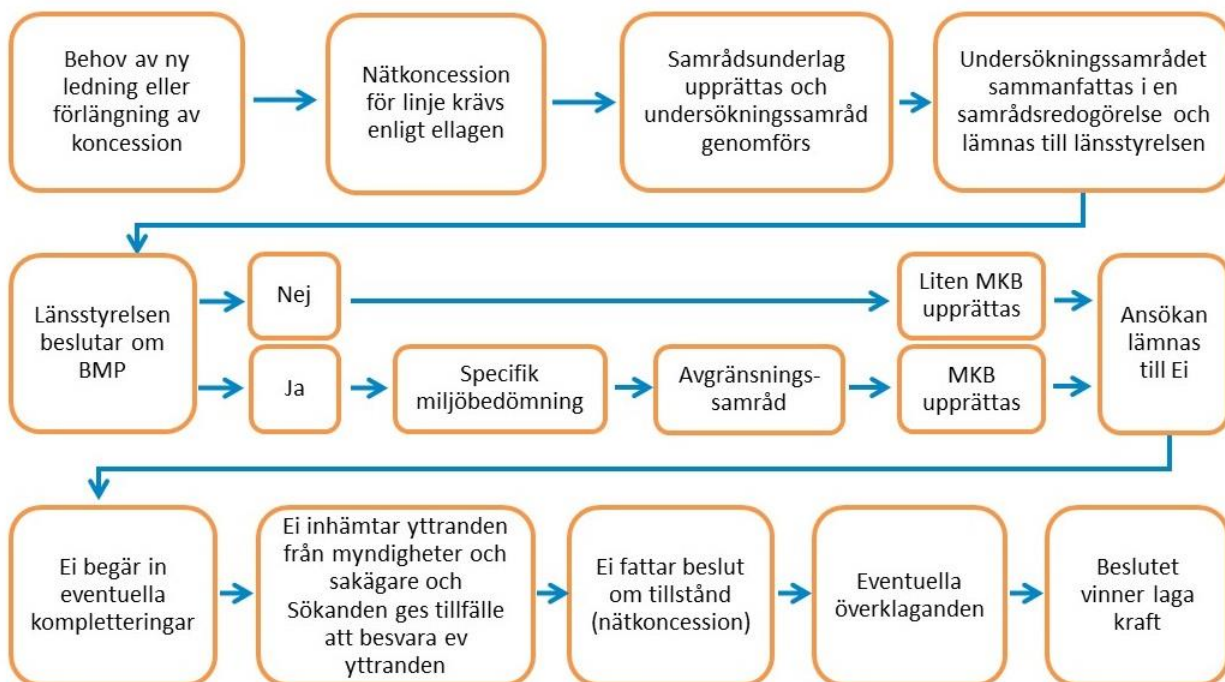 Behov av ny
ledning eller
förlängning av
koncession
Nätkoncession
för linje krävs
enligt ellagen
Samrådsunderlag
upprättas och
undersökningssamråd
genomförs
Undersökningssamrådet
sammanfattas i en
samrådsredogörelse och
lämnas till länsstyrelsen
Länsstyrelsen
beslutar om
BMP
Nej
Liten MKB
upprättas
Ja
Specifik
miljöbedömning
Avgränsnings-
samråd
MKB
upprättas
Ansökan
lämnas
till Ei
Ei begär in
eventuella
kompletteringar
Ei inhämtar yttranden
från myndigheter och
sakägare och
Sökanden ges tillfälle
att besvara ev
yttranden
Ei fattar beslut
om tillstånd
(nätkoncession)
Eventuella
överklaganden
Beslutet
vinner laga
kraft